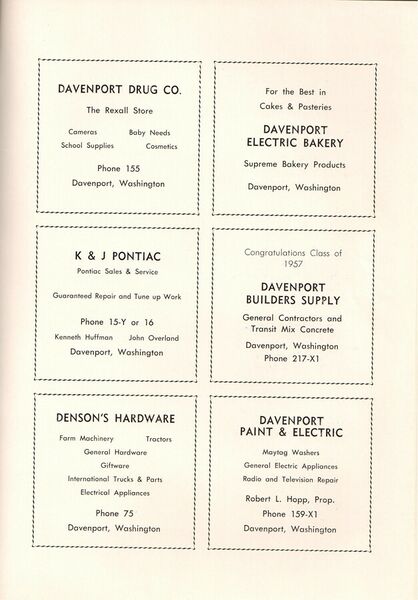 DAVENPORT DRUG CO.
The Rexall Store
Cameras Baby Needs
School Supplies Cosmetics
Phone 155
Davenport, Washington
For the Best in
Cakes & Pasteries
DAVENPORT
ELECTRIC BAKERY
Supreme Bakery Products
Davenport, Washington
K & J PONTIAC
Pontiac Sales & Service
Guaranteed Repair and Tune up Work
Phone 15-Y or 16
Kenneth Huffman John Overland
Davenport, Washington
Congratulations Class of
1957
DAVENPORT
BUILDERS SUPPLY
General Contractors and
Transit Mix Concrete
Davenport, Washington
Phone 217-X1
DENSON'S HARDWARE
Farm Machinery Tractors
General Hardware
Giftware
International Trucks & Parts
Electrical Appliances
Phone 75
Davenport, Washington
DAVENPORT
PAINT & ELECTRIC
Maytag Washers
General Electric Appliances
Radio and Television Repair
Robert L. Hopp, Prop.
Phone 159-X1
Davenport, Washington